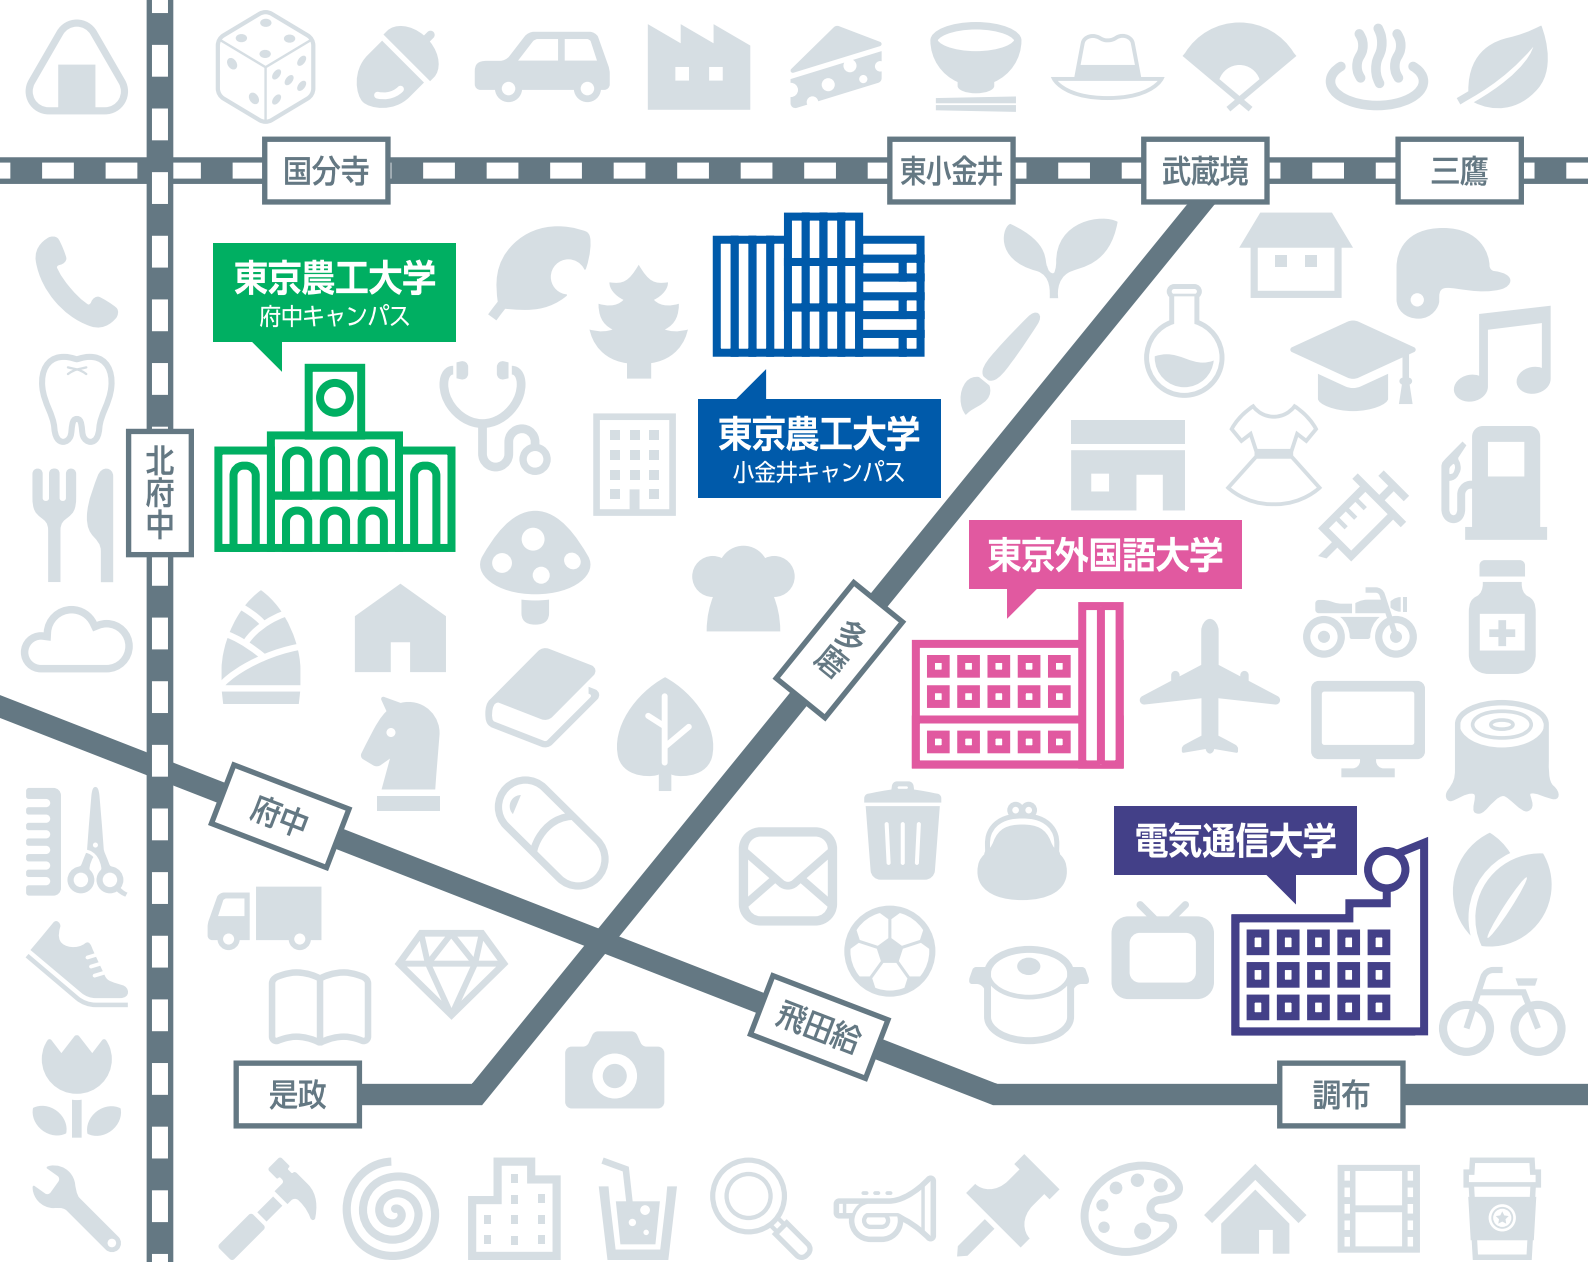 国分寺
東小金井
武蔵境
三鷹
東京農工大学
府中キャンパス
東京農工大学
小金井キャンパス
北府中
東京外国語大学
多磨
府中
電気通信大学
飛田給
是政
調布